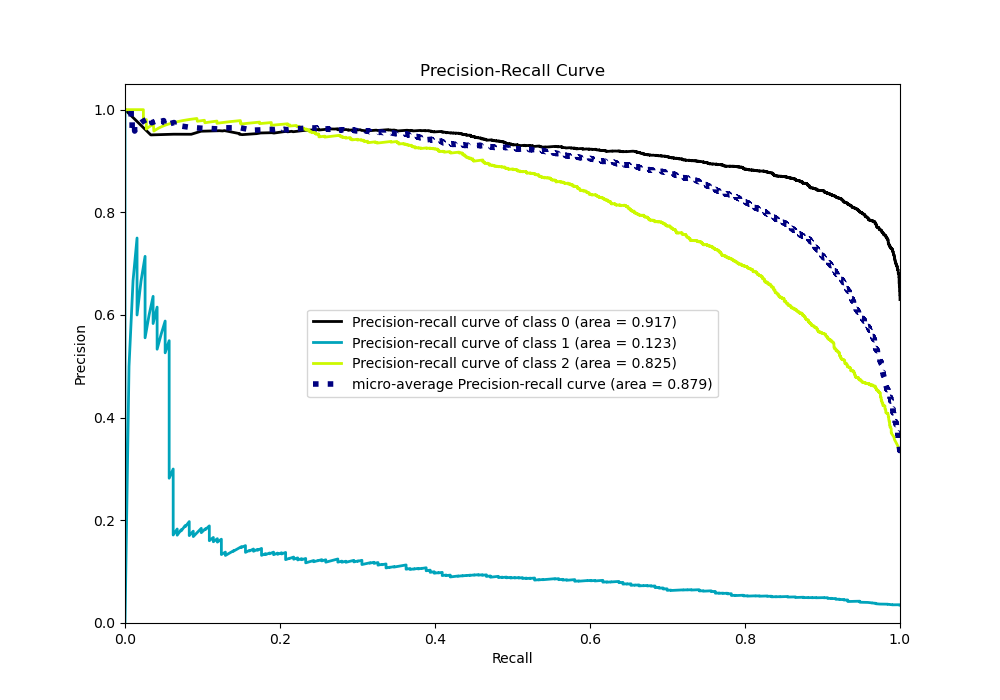 Precision-Recall Curve
Precision
1.0
0.8
0.6
0.4
0.2
0.0
Precision-recall curve of class 0 (area = 0.917)
Precision-recall curve of class 1 (area = 0.123)
Precision-recall curve of class 2 (area = 0.825)
micro-average Precision-recall curve (area = 0.879)
0.0 0.2 0.4 0.6 0.8 1.0
Recall